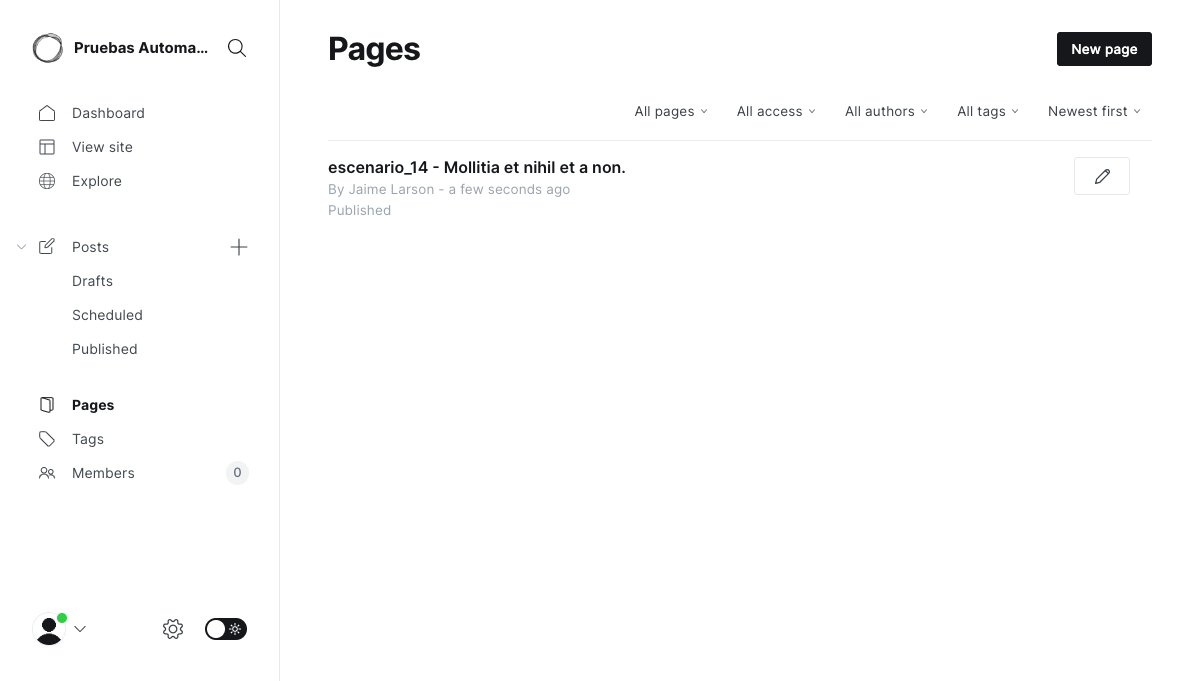 Pruebas Automa...
Dashboard
View site
Explore
Posts
Drafts
Scheduled
Published
Pages
Tags
Members
0
Pages
New page
All pages
All access
All authors
All tags
Newest first
escenario_14 - Mollitia et nihil et a non.
By Jaime Larson - a few seconds ago
Published